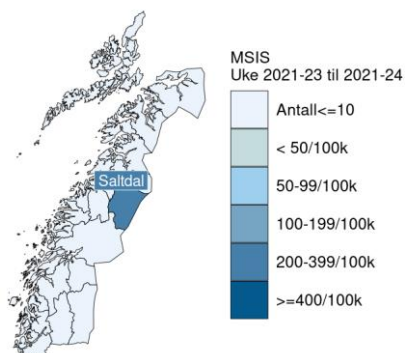 MSIS
Uke 2021-23 til 2021-24
Antall<=10
< 50/100k
50-99/100k
100-199/100k
200-399/100k
>=400/100k
Saltdal